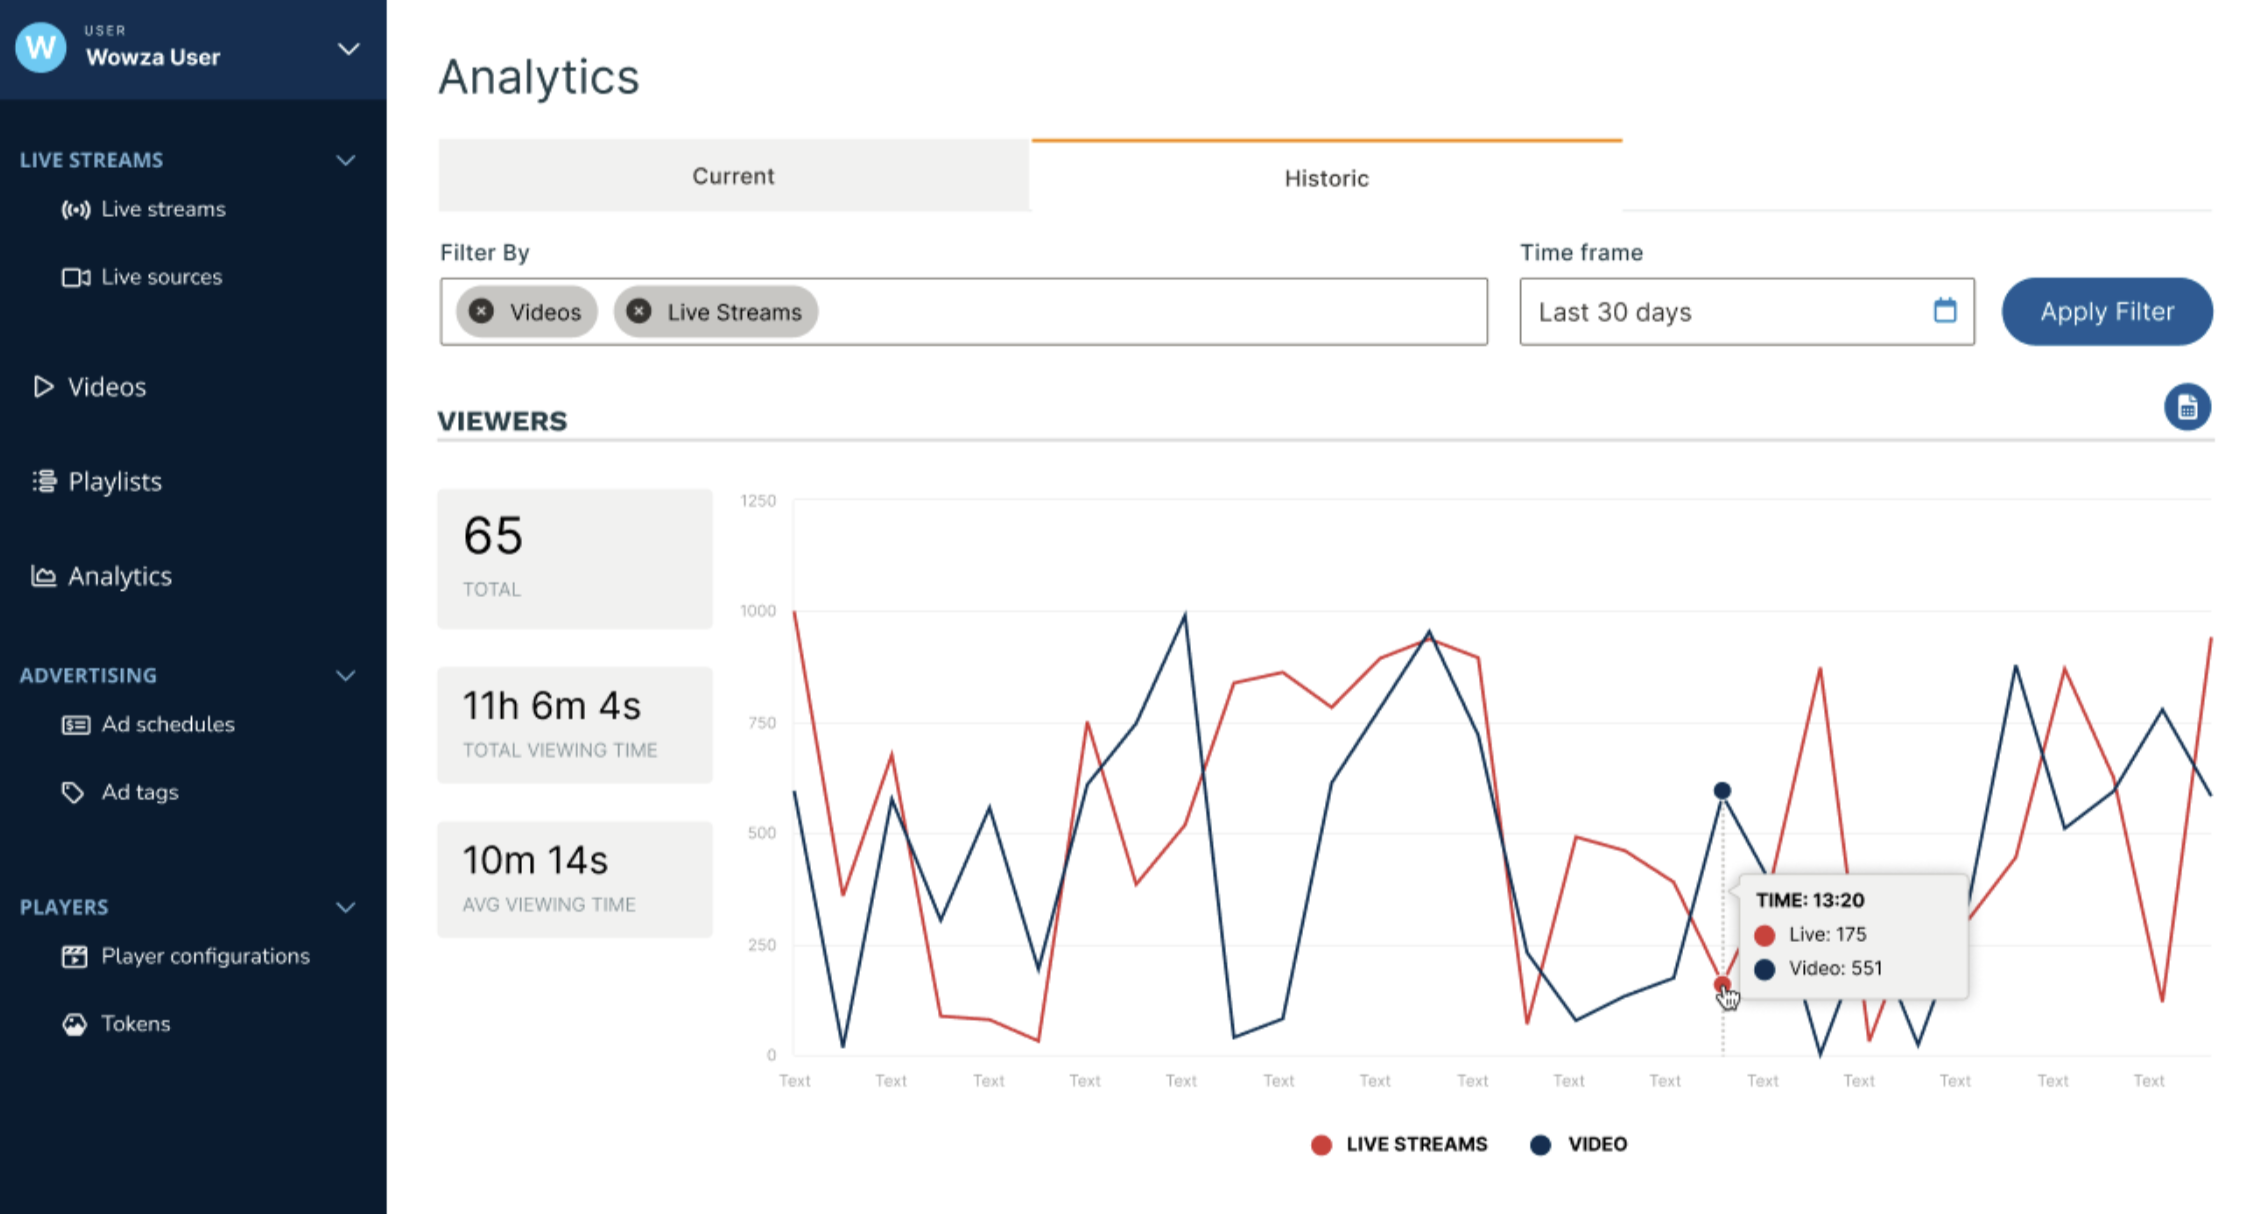 W
USER
Wowza User
LIVE STREAMS
Live streams
Live sources
Videos
Playlists
Analytics
ADVERTISING
Ad schedules
Ad tags
PLAYERS
Player configurations
Tokens
Analytics
Current
Historic
Filter By
Videos
Live Streams
Time frame
Last 30 days
Apply Filter
VIEWERS
65
TOTAL
11h 6m 4s
TOTAL VIEWING TIME
10m 14s
AVG VIEWING TIME
1250
1000
750
500
250
0
TIME: 13:20
Live: 175
Video: 551
Text Text Text Text Text Text Text Text Text Text Text Text Text Text Text
LIVE STREAMS VIDEO